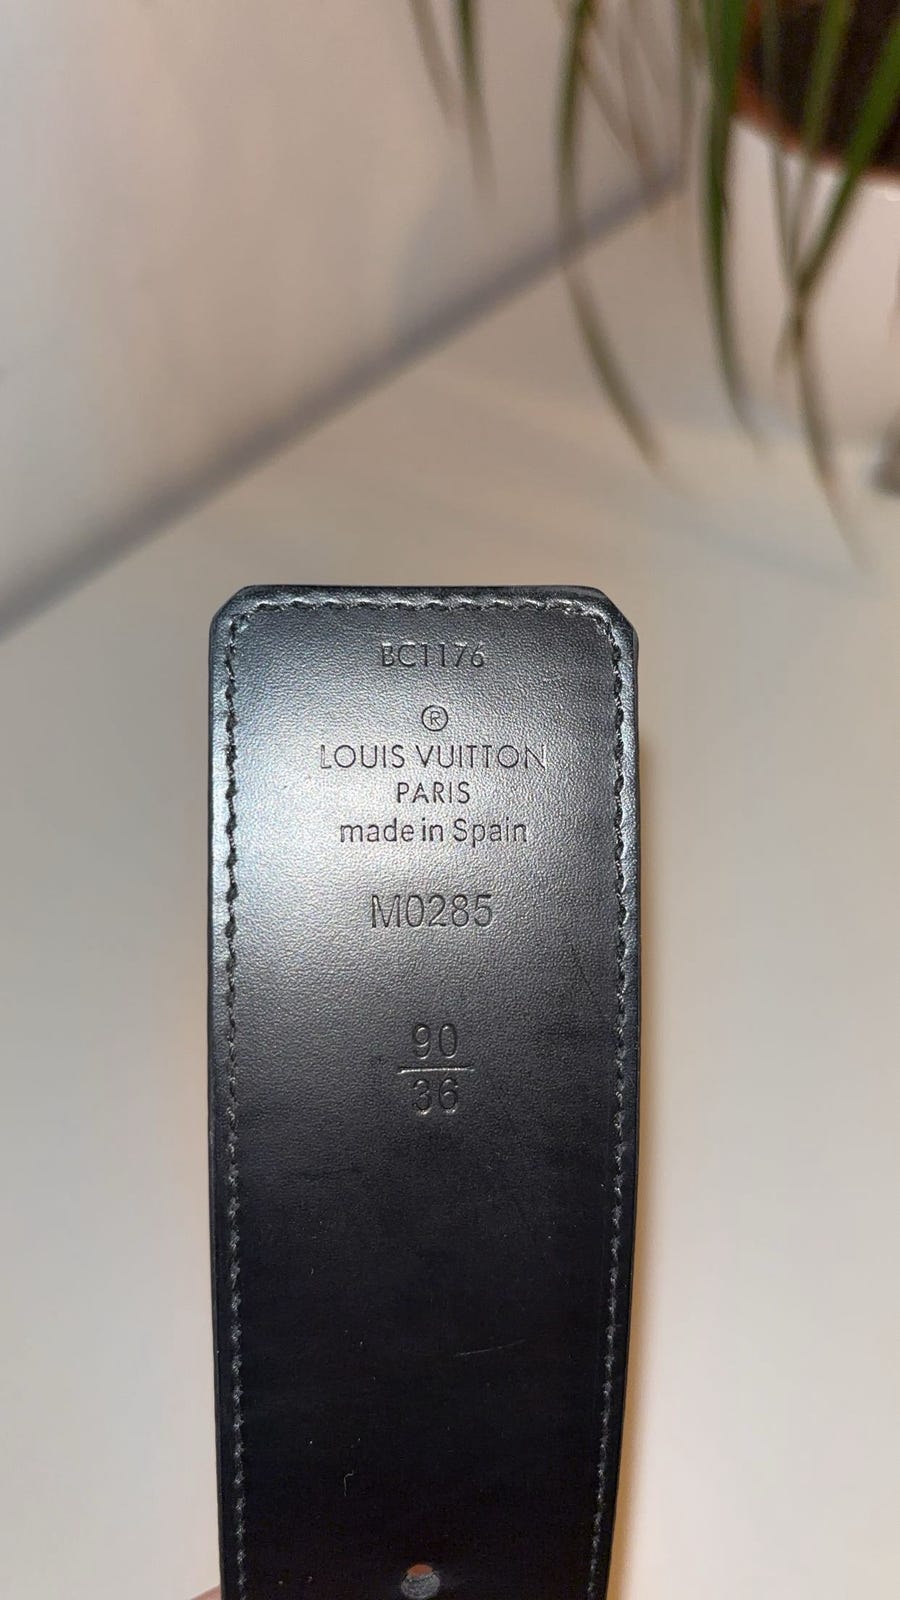 BC1176
®
LOUIS VUITTON
PARIS
made in Spain
M0285
90
36